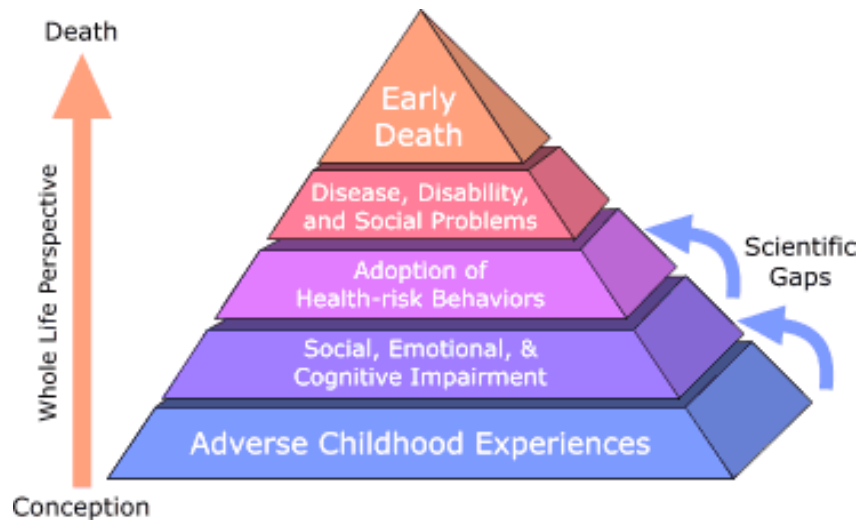 Death
Whole Life Perspective
Conception
Early
Death
Disease, Disability,
and Social Problems
Adoption of
Health-risk Behaviors
Social, Emotional, &
Cognitive Impairment
Adverse Childhood Experiences
Scientific
Gaps